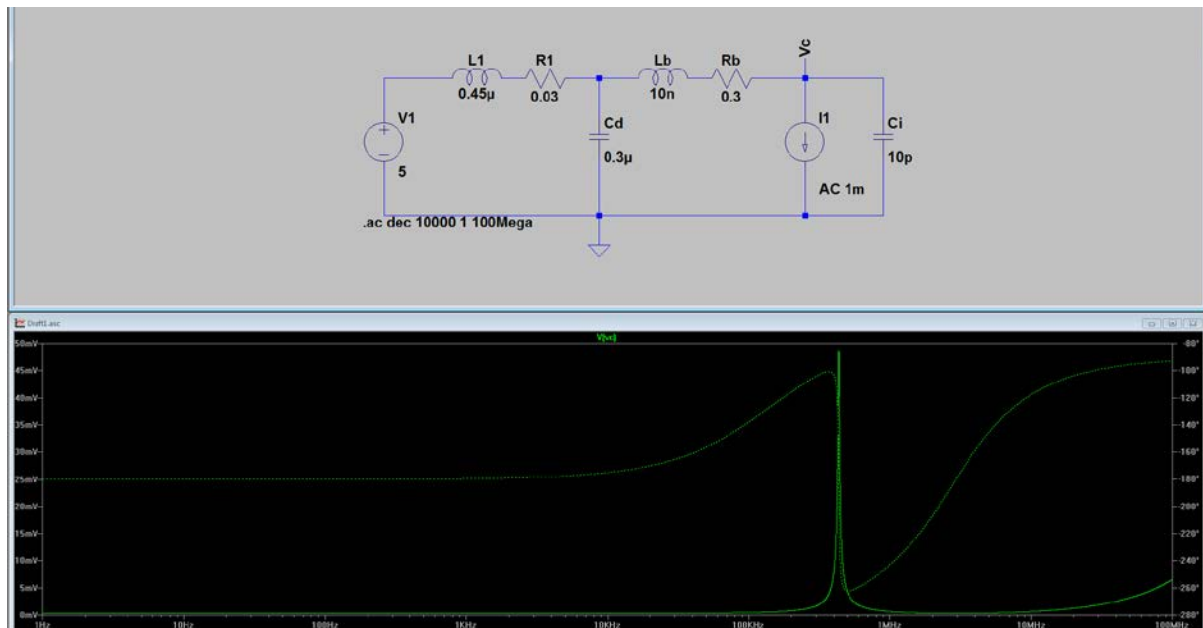 Vc
L1 R1 Lb Rb
0.45µ 0.03 10n 0.3
V1 Cd I1 Ci
5 0.3µ 10p
AC 1m
.ac dec 10000 1 100Mega
Draft1.asc
V(vc)
50mV -80°
45mV -100°
40mV -120°
35mV -140°
30mV -160°
25mV -180°
20mV -200°
15mV -220°
10mV -240°
5mV -260°
0mV -280°
1Hz 10Hz 100Hz 1KHz 10KHz 100KHz 1MHz 10MHz 100MHz